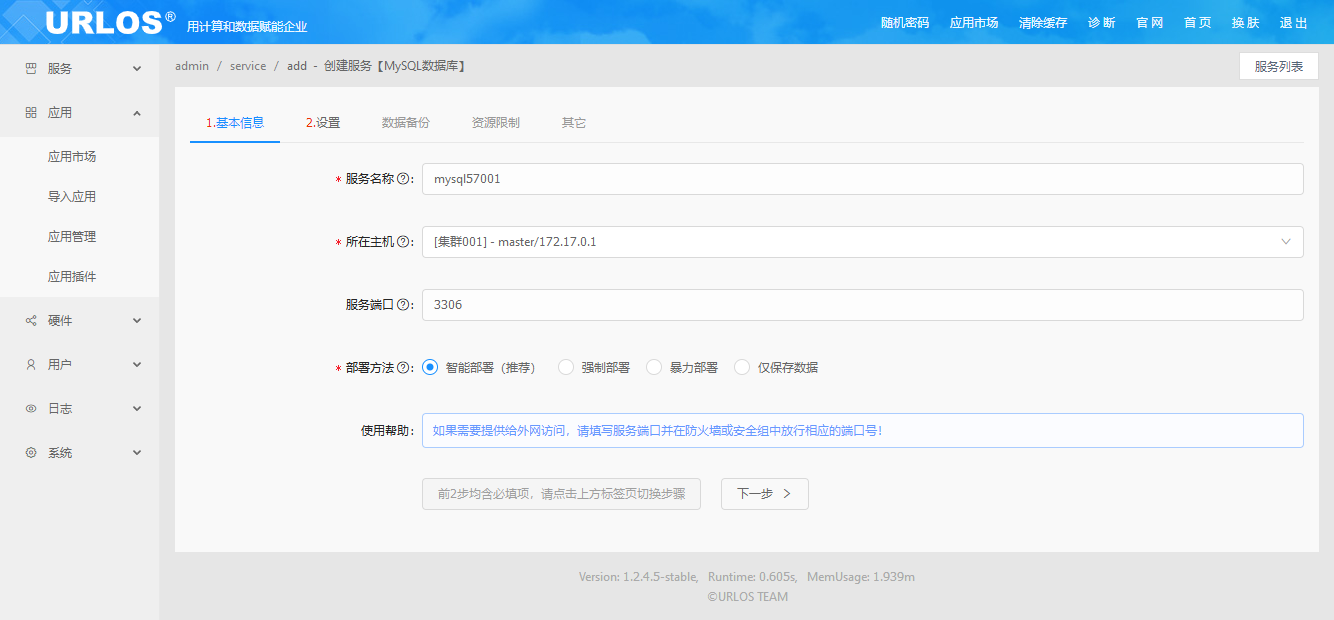 URLOS® 用计算和数据赋能企业 随机密码 应用市场 清除缓存 诊断 官网 首页 换肤 退出
服务
admin / service / add - 创建服务【MySQL数据库】 服务列表
应用
应用市场
导入应用
应用管理
应用插件
硬件
用户
日志
系统
1.基本信息 2.设置 数据备份 资源限制 其它
* 服务名称 ?: mysql57001
* 所在主机 ?: [集群001] - master/172.17.0.1
服务端口 ?: 3306
* 部署方法 ?: 智能部署（推荐） 强制部署 暴力部署 仅保存数据
使用帮助: 如果需要提供给外网访问，请填写服务端口并在防火墙或安全组中放行相应的端口号！
前2步均含必填项，请点击上方标签页切换步骤 下一步 >
Version: 1.2.4.5-stable, Runtime: 0.605s, MemUsage: 1.939m
©URLOS TEAM